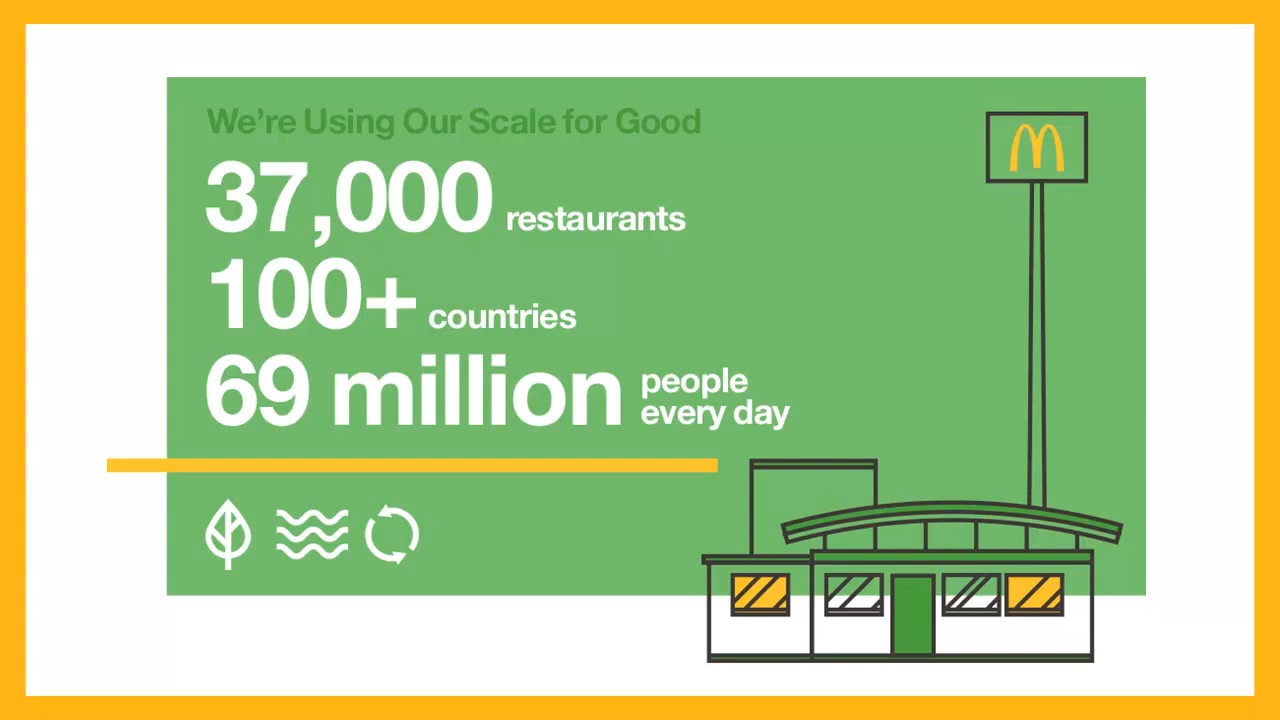 We're Using Our Scale for Good
37,000 restaurants
100+ countries
69 million people
every day